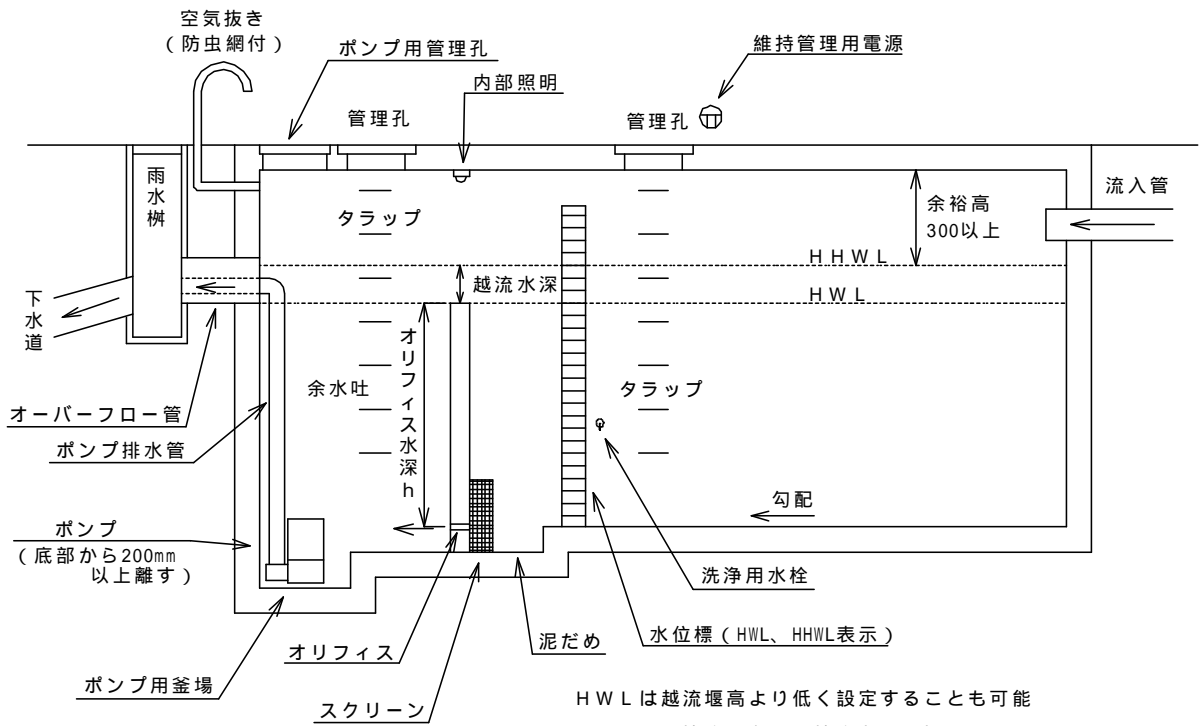 空気抜き
(防虫網付)
ポンプ用管理孔
維持管理用電源
内部照明
管理孔
管理孔
雨水桝
タラップ
余裕高
300以上
流入管
HHWL
越流水深
HWL
下水道
オリフィス水深h
余水吐
タラップ
オーバーフロー管
ポンプ排水管
勾配
ポンプ
(底部から200mm
以上離す)
洗浄用水栓
水位標(HWL、HHWL表示)
泥だめ
オリフィス
ポンプ用釜場
スクリーン
HWLは越流堰高より低く設定することも可能